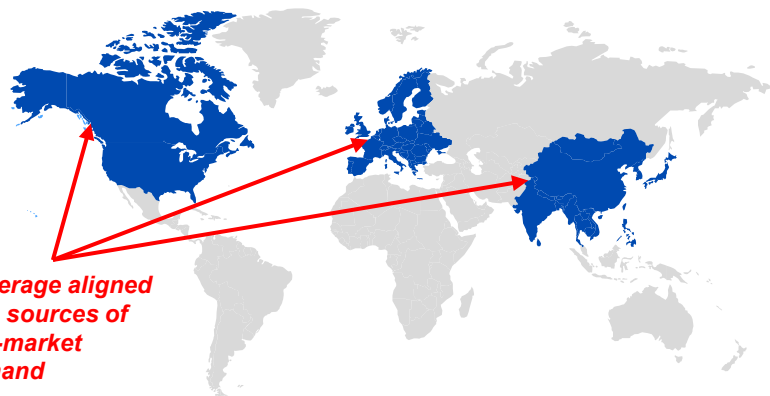 erage aligned
sources of
-market
and